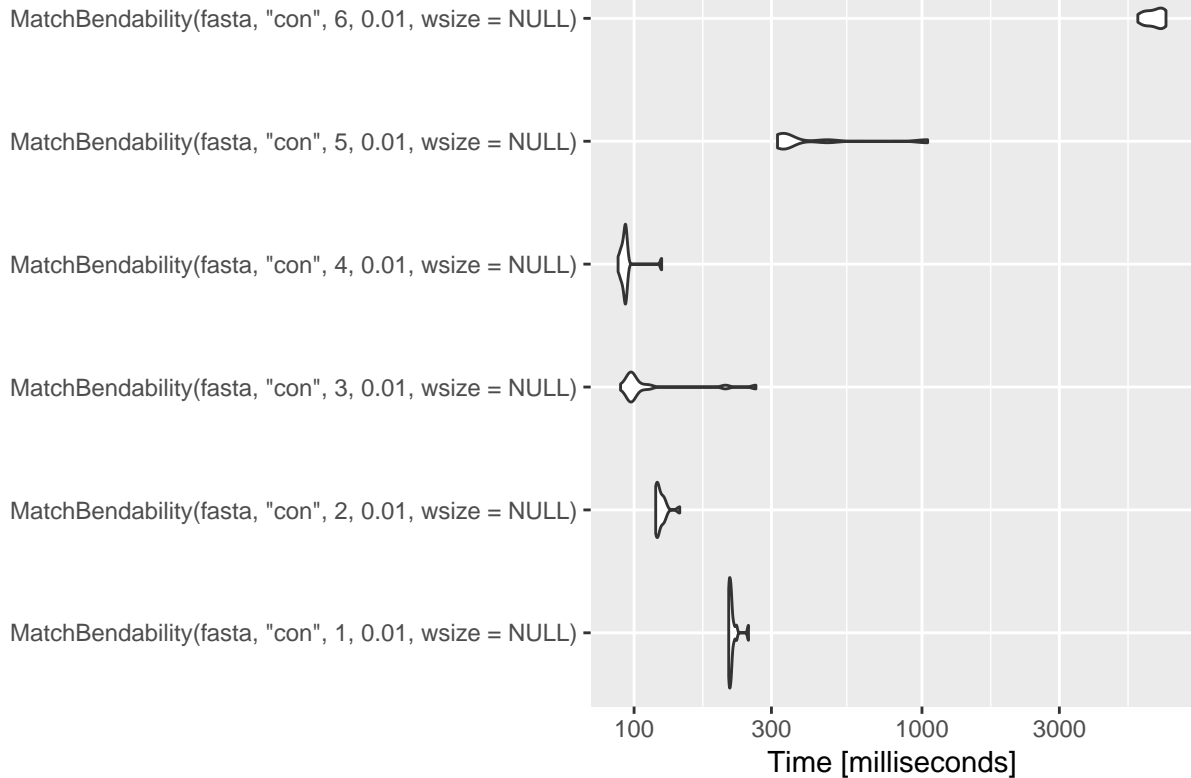 MatchBendability(fasta, "con", 6, 0.01, wsize = NULL)
MatchBendability(fasta, "con", 5, 0.01, wsize = NULL)
MatchBendability(fasta, "con", 4, 0.01, wsize = NULL)
MatchBendability(fasta, "con", 3, 0.01, wsize = NULL)
MatchBendability(fasta, "con", 2, 0.01, wsize = NULL)
MatchBendability(fasta, "con", 1, 0.01, wsize = NULL)
100 300 1000 3000
Time [milliseconds]